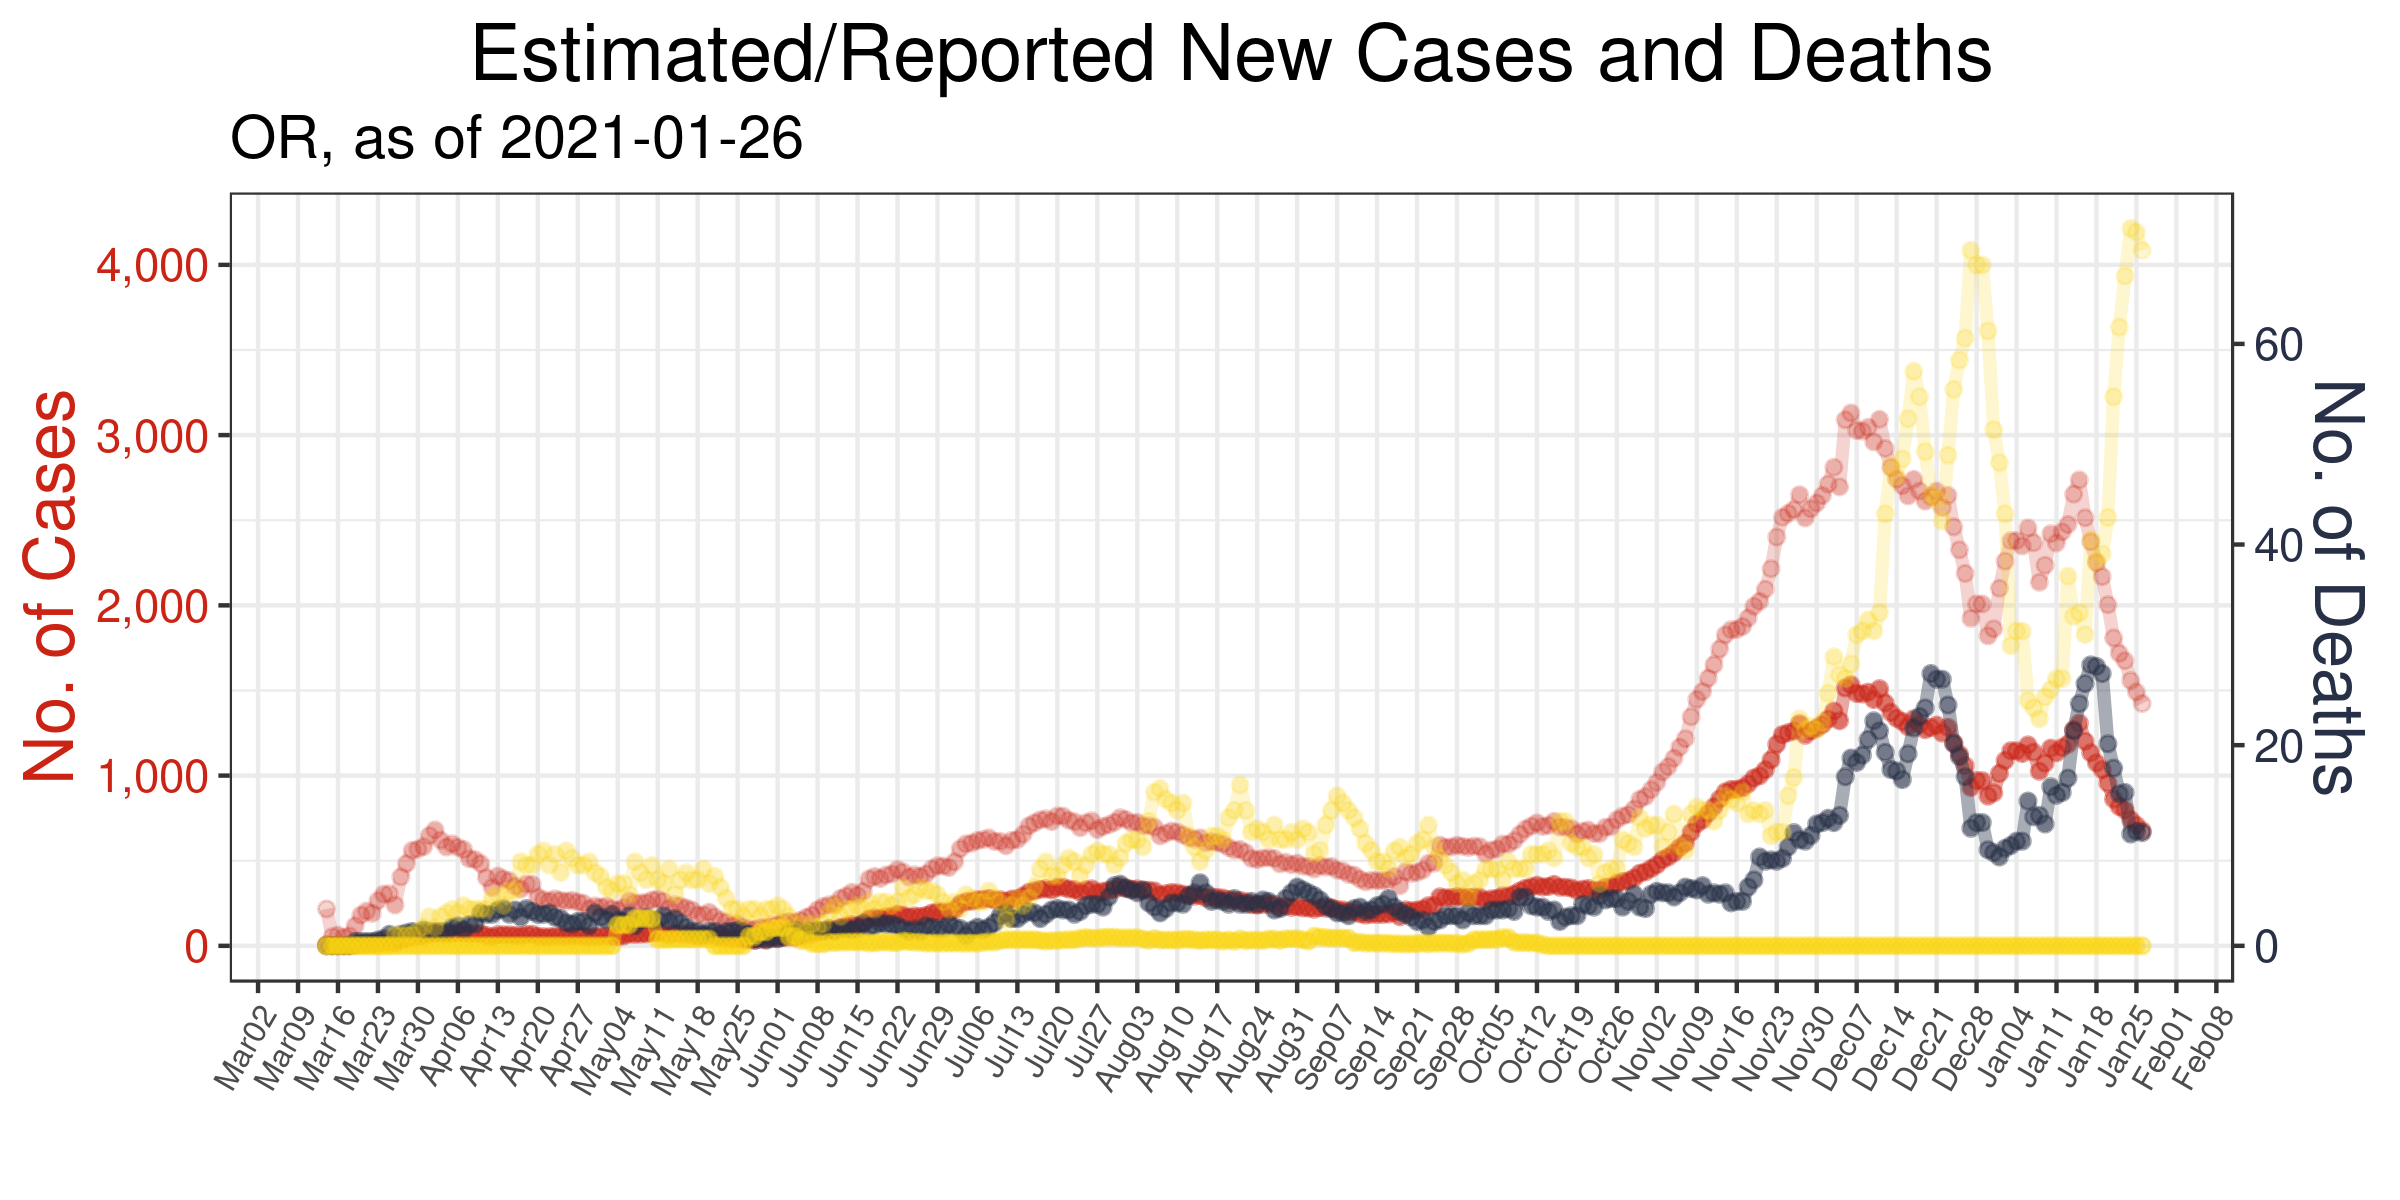 Estimated/Reported New Cases and Deaths
OR, as of 2021-01-26
No. of Cases
4,000
3,000
2,000
1,000
0
60
40
20
0
No. of Deaths
Mar02
Mar09
Mar16
Mar23
Mar30
Apr06
Apr13
Apr20
Apr27
May04
May11
May18
May25
Jun01
Jun08
Jun15
Jun22
Jun29
Jul06
Jul13
Jul20
Jul27
Aug03
Aug10
Aug17
Aug24
Aug31
Sep07
Sep14
Sep21
Sep28
Oct05
Oct12
Oct19
Oct26
Nov02
Nov09
Nov16
Nov23
Nov30
Dec07
Dec14
Dec21
Dec28
Jan04
Jan11
Jan18
Jan25
Feb01
Feb08